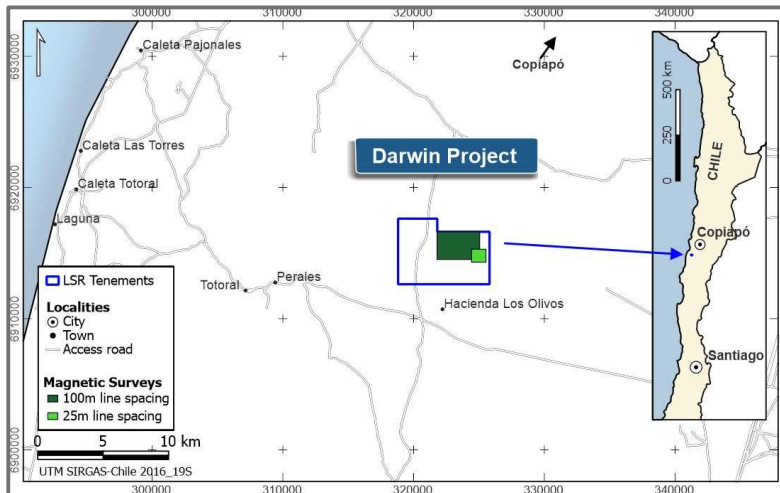 300000
310000
320000
330000
340000
6930000
Caleta Pajonales
Copiapó
Caleta Las Torres
Darwin Project
6920000
Caleta Totoral
Laguna
Totoral
Perales
Hacienda Los Olivos
6910000
6900000
LSR Tenements
Localities
City
Town
Access road
Magnetic Surveys
100m line spacing
25m line spacing
0 5 10 km
UTM SIRGAS-Chile 2016_19S
500 km
250
0
CHILE
Copiapó
Santiago
300000
310000
320000
330000
340000